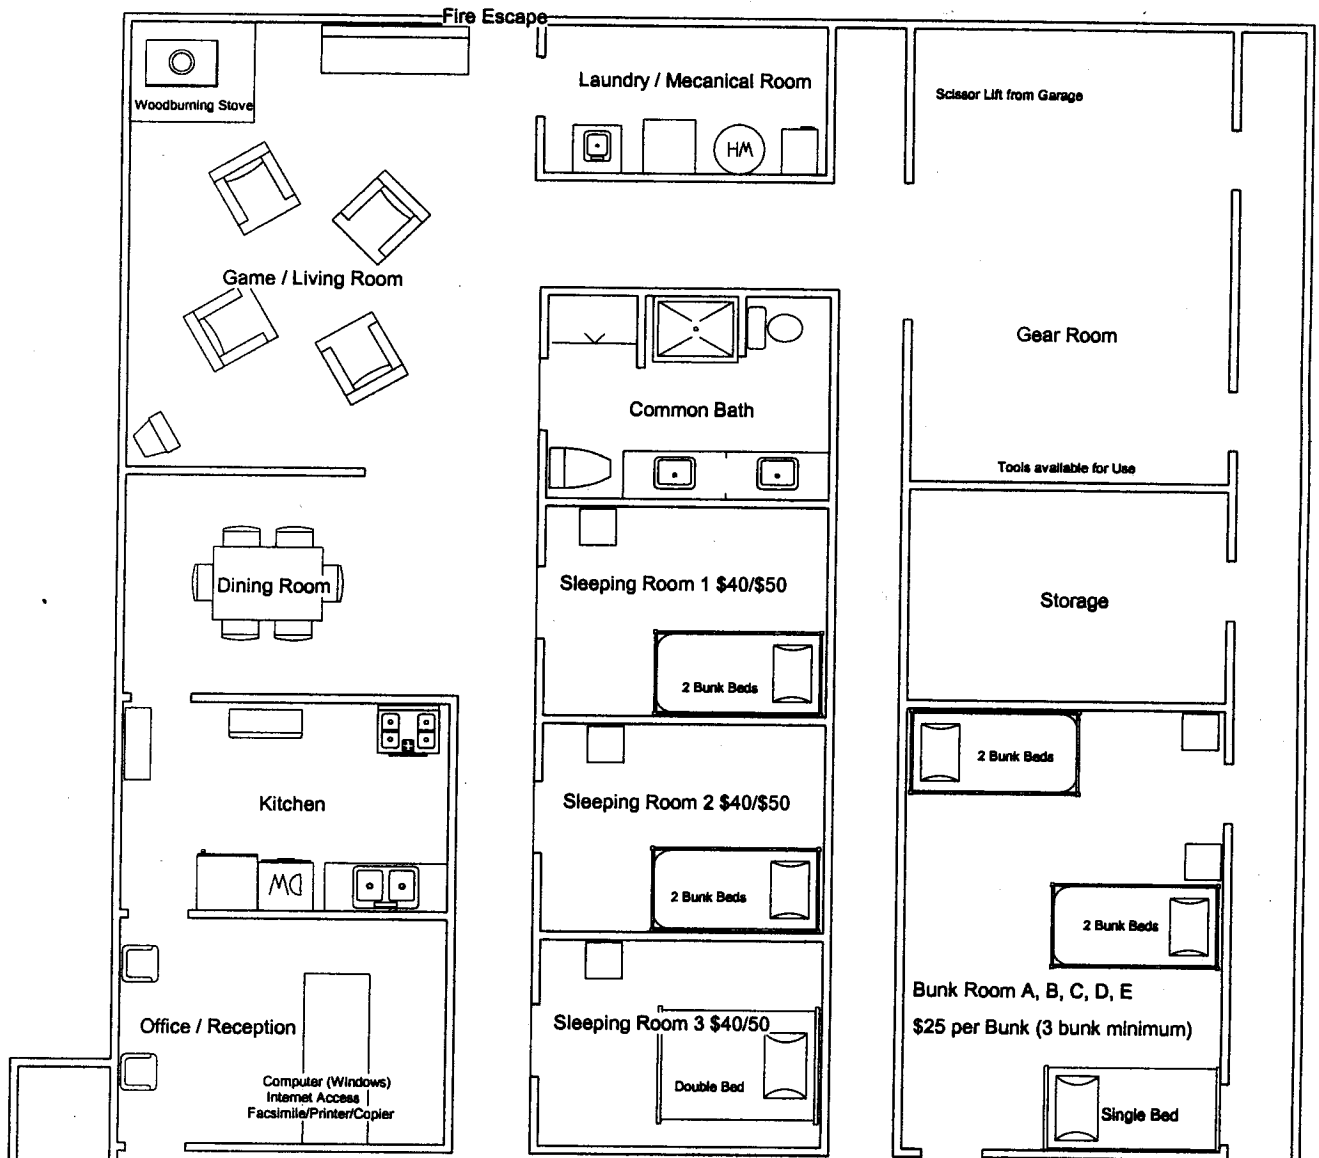 Fire Escape
Laundry / Mecanical Room
Scissor Lift from Garage
Woodburning Stove
WH
Game / Living Room
Gear Room
Common Bath
Tools available for Use
Dining Room
Sleeping Room 1 $40/$50
Storage
2 Bunk Beds
2 Bunk Beds
Kitchen
Sleeping Room 2 $40/$50
DW
2 Bunk Beds
2 Bunk Beds
Bunk Room A, B, C, D, E
$25 per Bunk (3 bunk minimum)
Office / Reception
Sleeping Room 3 $40/50
Computer (Windows)
Internet Access
Facsimile/Printer/Copier
Double Bed
Single Bed